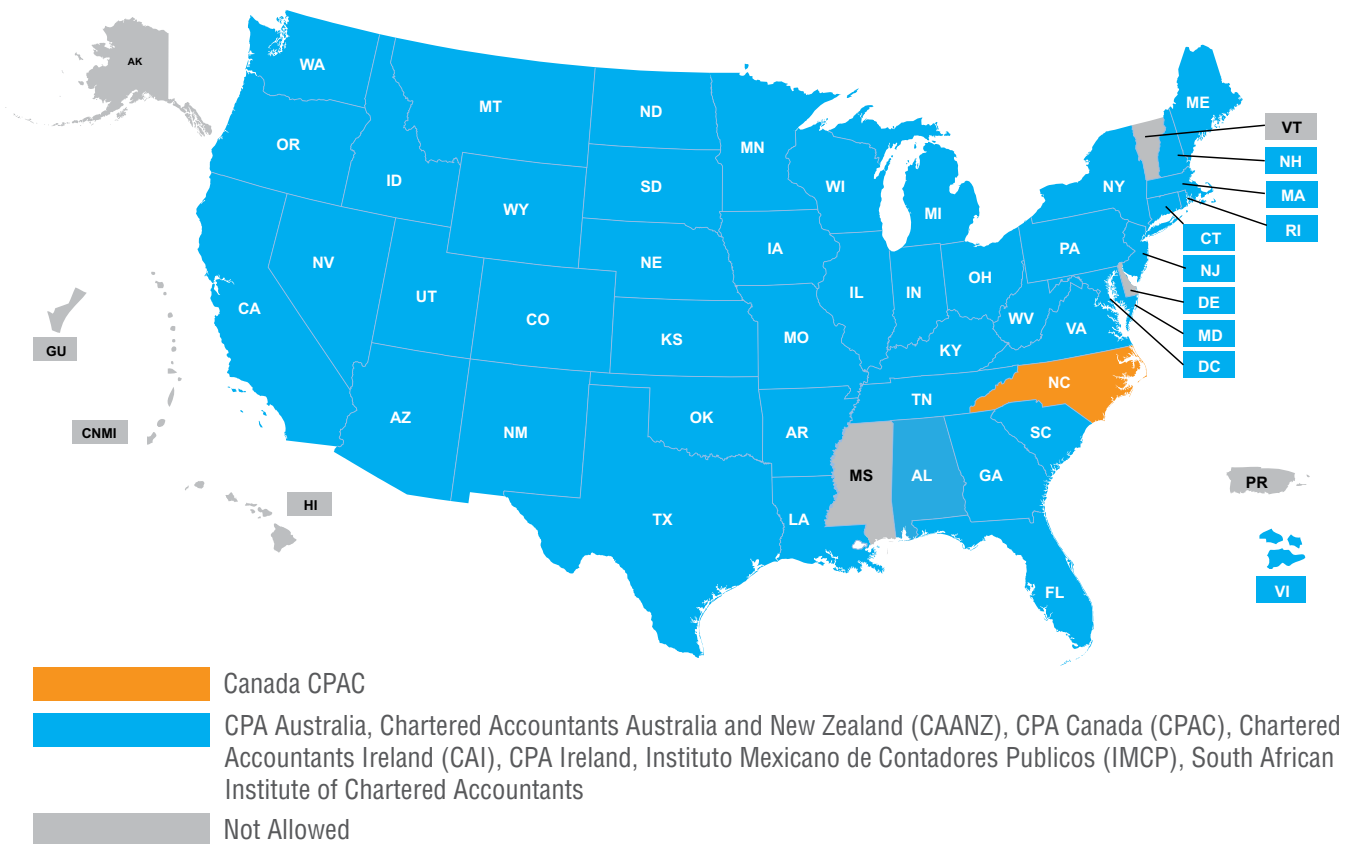 AK
WA
MT
ND
MN
ME
VT
OR
NH
ID
SD
WI
NY
MA
WY
MI
RI
CT
IA
PA
NV
NE
NJ
OH
UT
IL
IN
DE
CA
CO
WV
VA
MD
KS
MO
GU
KY
DC
NC
TN
AZ
OK
CNMI
NM
AR
SC
MS
AL
GA
PR
HI
TX
LA
FL
VI
Canada CPAC
CPA Australia, Chartered Accountants Australia and New Zealand (CAANZ), CPA Canada (CPAC), Chartered
Accountants Ireland (CAI), CPA Ireland, Instituto Mexicano de Contadores Publicos (IMCP), South African
Institute of Chartered Accountants
Not Allowed